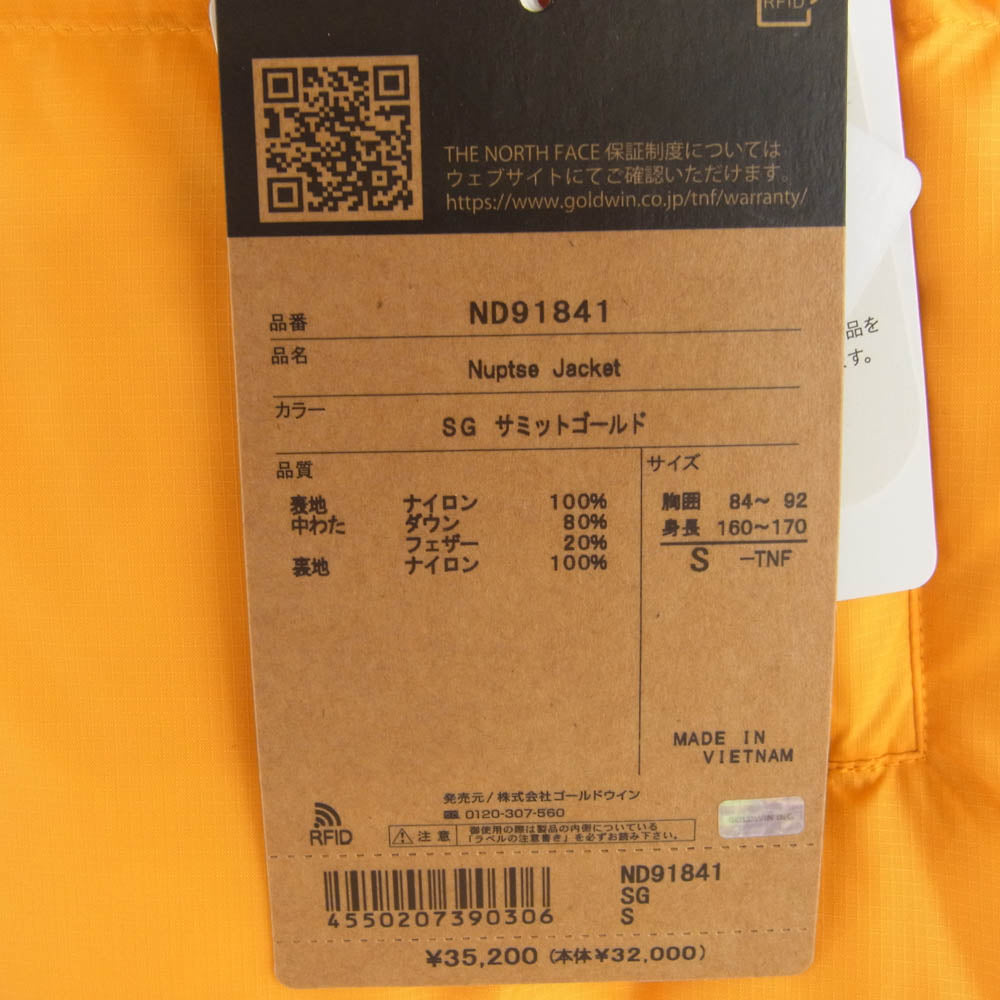 RFID
THE NORTH FACE 保証制度については
ウェブサイトにてご確認いただけます。
https://www.goldwin.co.jp/tnf/warranty/
品番 ND91841
品名 Nuptse Jacket
カラー SG サミットゴールド
品質
表地 ナイロン 100%
中わた ダウン 80%
フェザー 20%
裏地 ナイロン 100%
サイズ
胸囲 84~ 92
身長 160~170
S -TNF
品を
す。
MADE IN
VIETNAM
発売元/株式会社ゴールドウイン
0120-307-560
RFID
注意
御使用の際は製品の内側についている
「ラベルの注意書き」を必ずお読み下さい。
GOLDWIN INC.
4550207390306
ND91841
SG
S
¥35,200 (本体¥32,000)